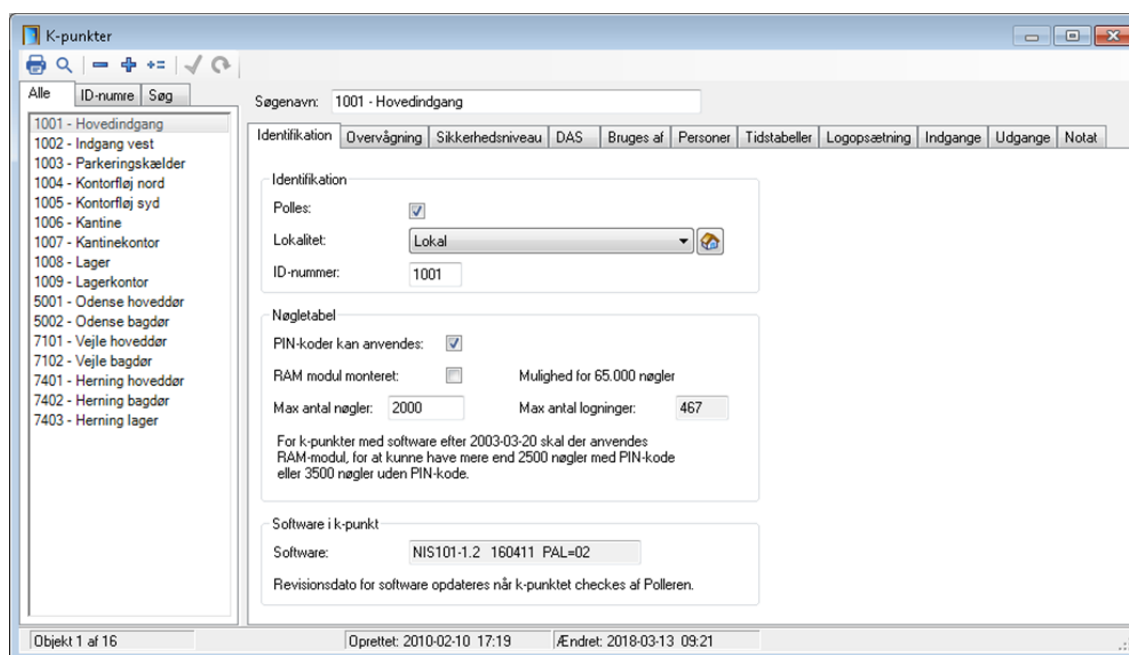 K-punkter
Alle ID-numre Søg
1001 - Hovedindgang
1002 - Indgang vest
1003 - Parkeringskælder
1004 - Kontorfløj nord
1005 - Kontorfløj syd
1006 - Kantine
1007 - Kantinekontor
1008 - Lager
1009 - Lagerkontor
5001 - Odense hoveddør
5002 - Odense bagdør
7101 - Vejle hoveddør
7102 - Vejle bagdør
7401 - Herning hoveddør
7402 - Herning bagdør
7403 - Herning lager
Søgenavn: 1001 - Hovedindgang
Identifikation Overvågning Sikkerhedsniveau DAS Bruges af Personer Tidstabeller Logopsætning Indgange Udgange Notat
Identifikation
Polles:
Lokalitet: Lokal
ID-nummer: 1001
Nøgletabel
PIN-koder kan anvendes:
RAM modul monteret: Mulighed for 65.000 nøgler
Max antal nøgler: 2000 Max antal logninger: 467
For k-punkter med software efter 2003-03-20 skal der anvendes
RAM-modul, for at kunne have mere end 2500 nøgler med PIN-kode
eller 3500 nøgler uden PIN-kode.
Software i k-punkt
Software: NIS101-1.2 160411 PAL=02
Revisionsdato for software opdateres når k-punktet checkes af Polleren.
Objekt 1 af 16 Oprettet: 2010-02-10 17:19 Ændret: 2018-03-13 09:21